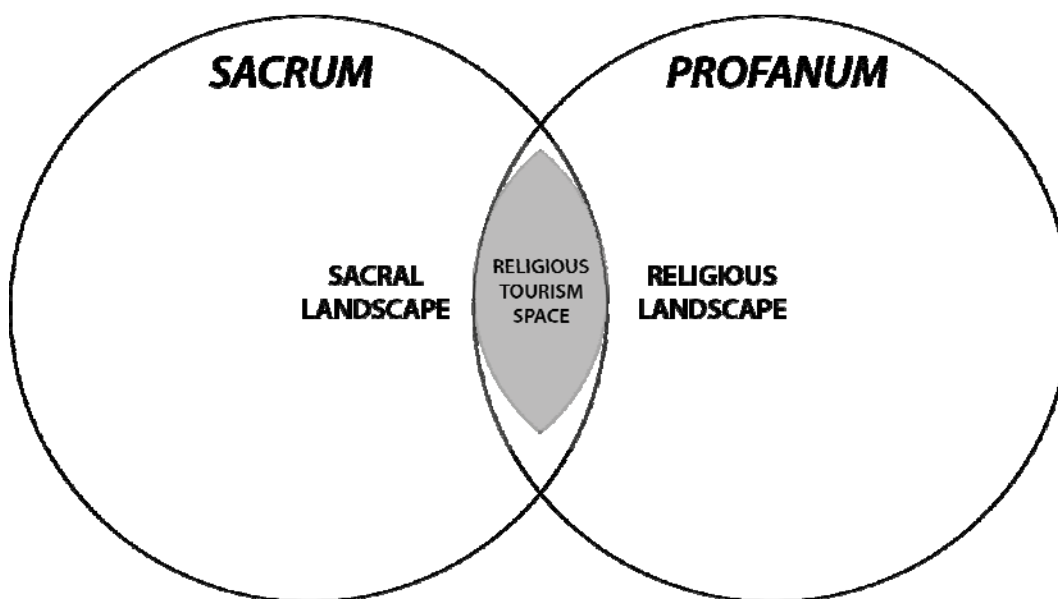 SACRUM
PROFANUM
SACRAL
LANDSCAPE
RELIGIOUS
TOURISM
SPACE
RELIGIOUS
LANDSCAPE